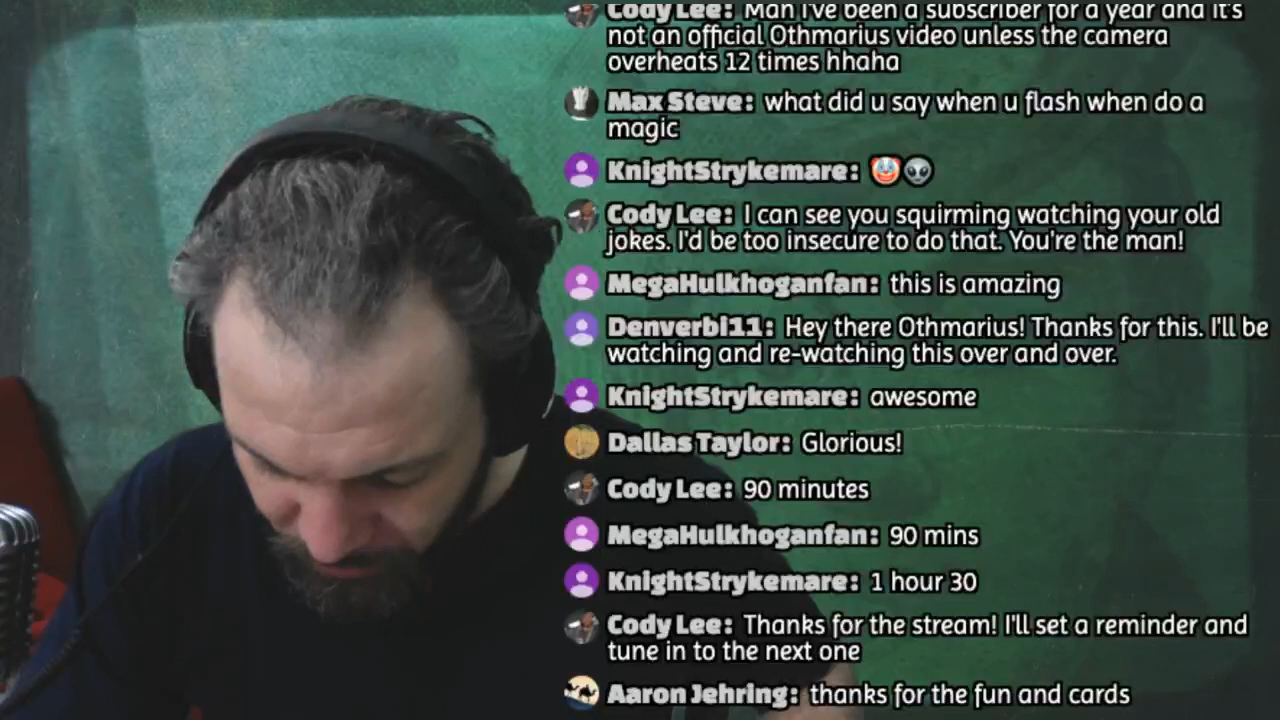 Cody Lee: Man I've been a subscriber for a year and it's
not an official Othmarius video unless the camera
overheats 12 times hhaha
Max Steve: what did u say when u flash when do a
magic
KnightStrykemare: 🤡👽
Cody Lee: I can see you squirming watching your old
jokes. I'd be too insecure to do that. You're the man!
MegaHulkhoganfan: this is amazing
Denverbi11: Hey there Othmarius! Thanks for this. I'll be
watching and re-watching this over and over.
KnightStrykemare: awesome
Dallas Taylor: Glorious!
Cody Lee: 90 minutes
MegaHulkhoganfan: 90 mins
KnightStrykemare: 1 hour 30
Cody Lee: Thanks for the stream! I'll set a reminder and
tune in to the next one
Aaron Jehring: thanks for the fun and cards